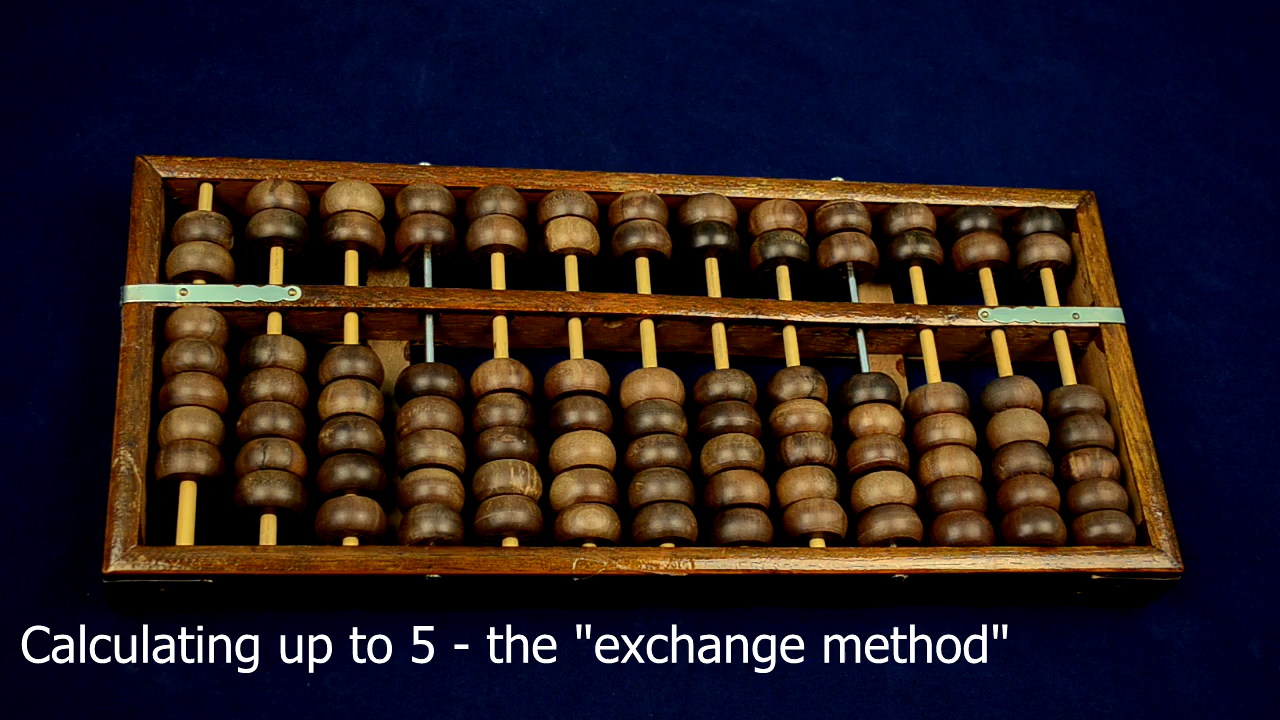 Calculating up to 5 - the "exchange method"